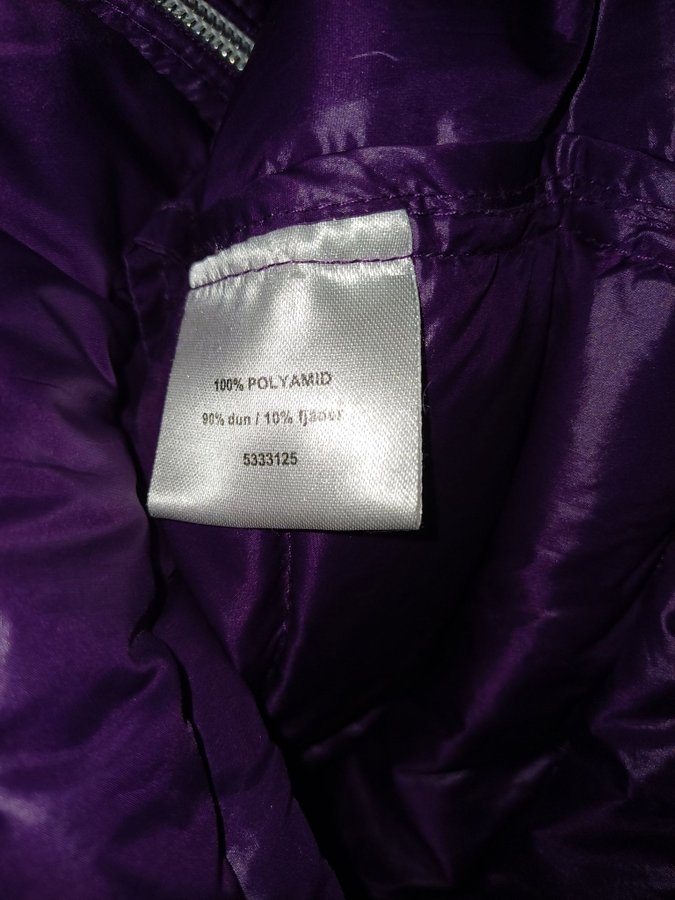 100% POLYAMID
90% dun / 10% fjäder
5333125